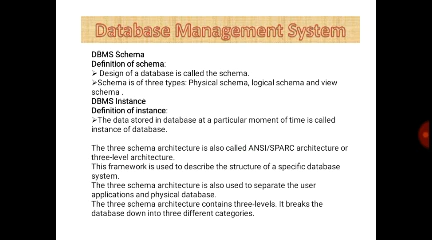 Database Management System
DBMS Schema
Definition of schema:
➢ Design of a database is called the schema.
➢Schema is of three types: Physical schema, logical schema and view
schema .
DBMS Instance
Definition of instance:
➢The data stored in database at a particular moment of time is called
instance of database.
The three schema architecture is also called ANSI/SPARC architecture or
three-level architecture.
This framework is used to describe the structure of a specific database
system.
The three schema architecture is also used to separate the user
applications and physical database.
The three schema architecture contains three-levels. It breaks the
database down into three different categories.